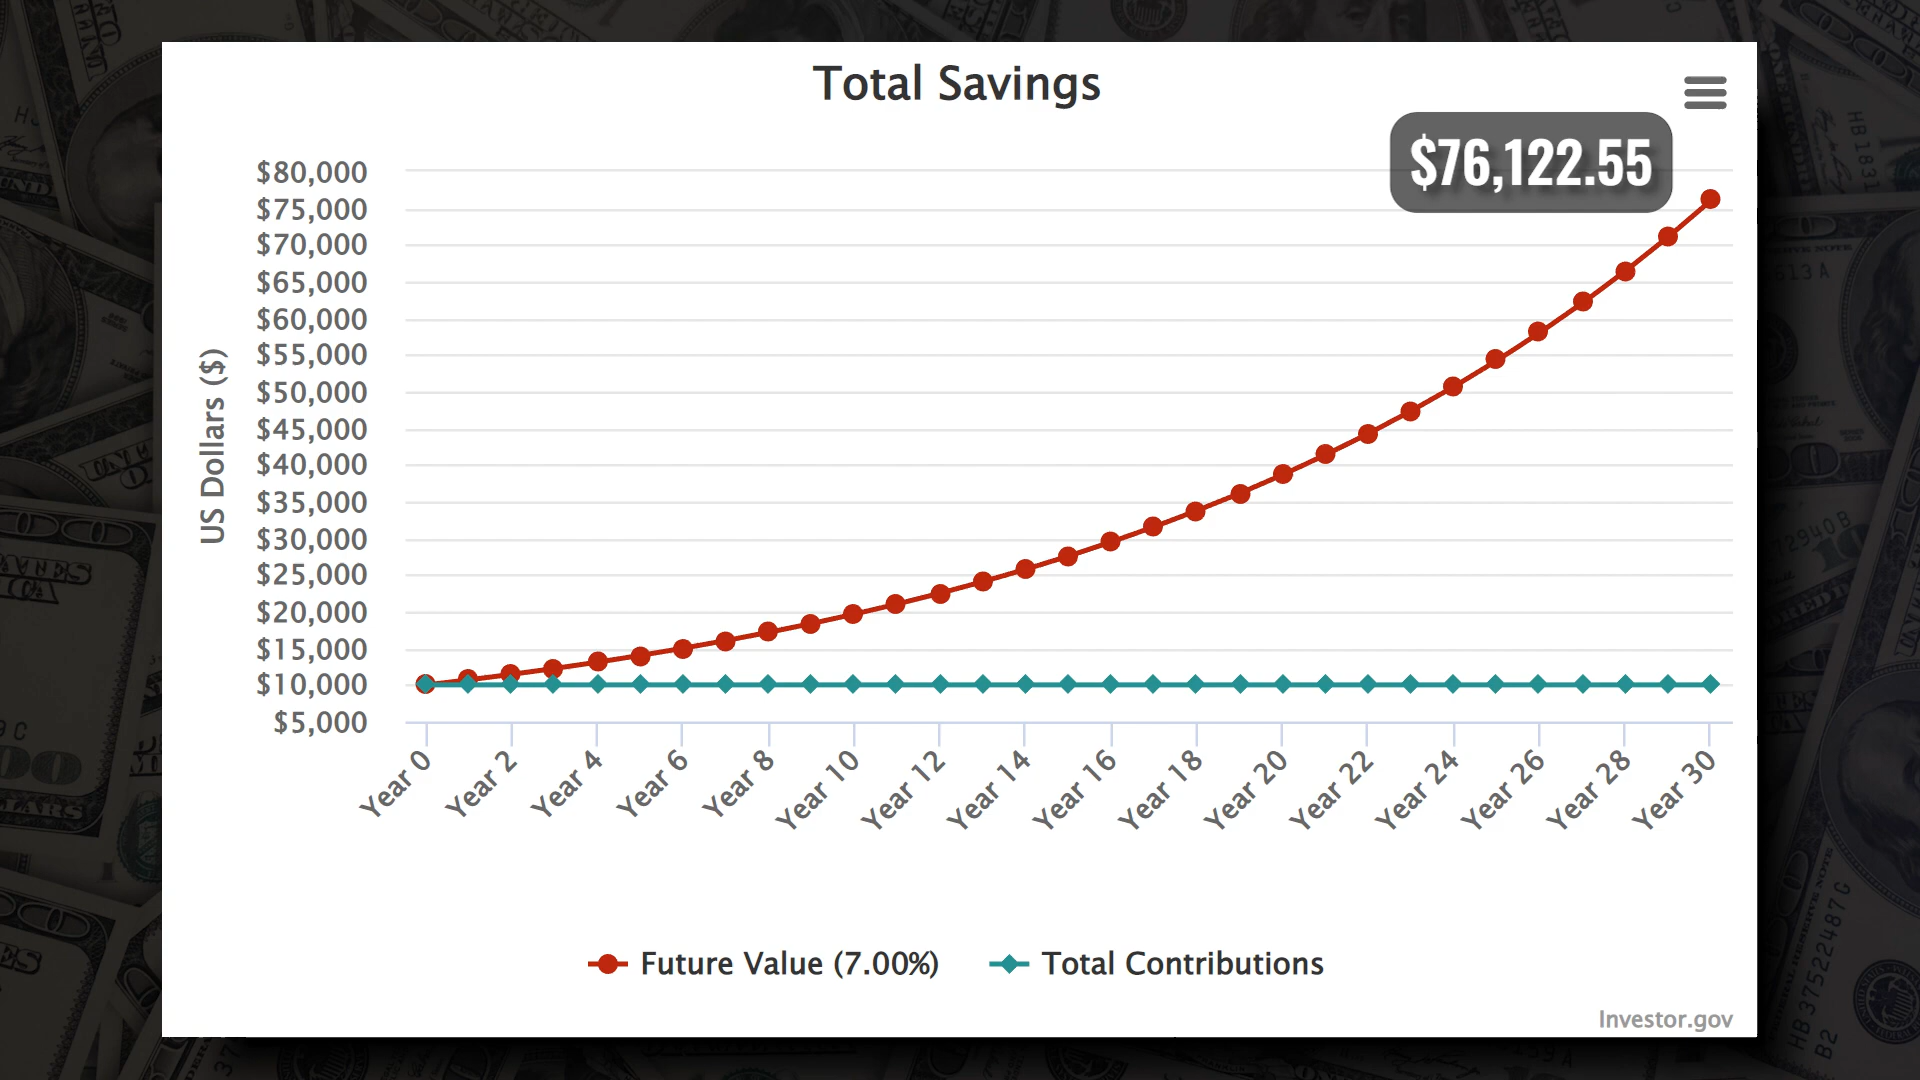 Total Savings
$76,122.55
$80,000
$75,000
$70,000
$65,000
$60,000
$55,000
$50,000
$45,000
$40,000
$35,000
$30,000
$25,000
$20,000
$15,000
$10,000
$5,000
US Dollars ($)
Year 0
Year 2
Year 4
Year 6
Year 8
Year 10
Year 12
Year 14
Year 16
Year 18
Year 20
Year 22
Year 24
Year 26
Year 28
Year 30
Future Value (7.00%)
Total Contributions
Investor.gov
HB37522487G
B2